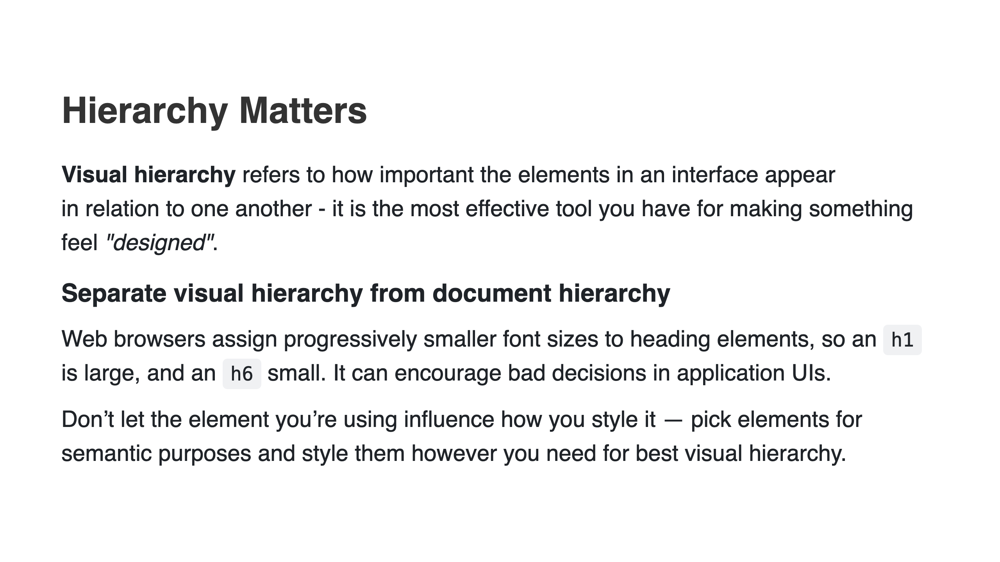 Hierarchy Matters
Visual hierarchy refers to how important the elements in an interface appear
in relation to one another - it is the most effective tool you have for making something
feel "designed".
Separate visual hierarchy from document hierarchy
Web browsers assign progressively smaller font sizes to heading elements, so an h1
is large, and an h6 small. It can encourage bad decisions in application UIs.
Don’t let the element you’re using influence how you style it — pick elements for
semantic purposes and style them however you need for best visual hierarchy.